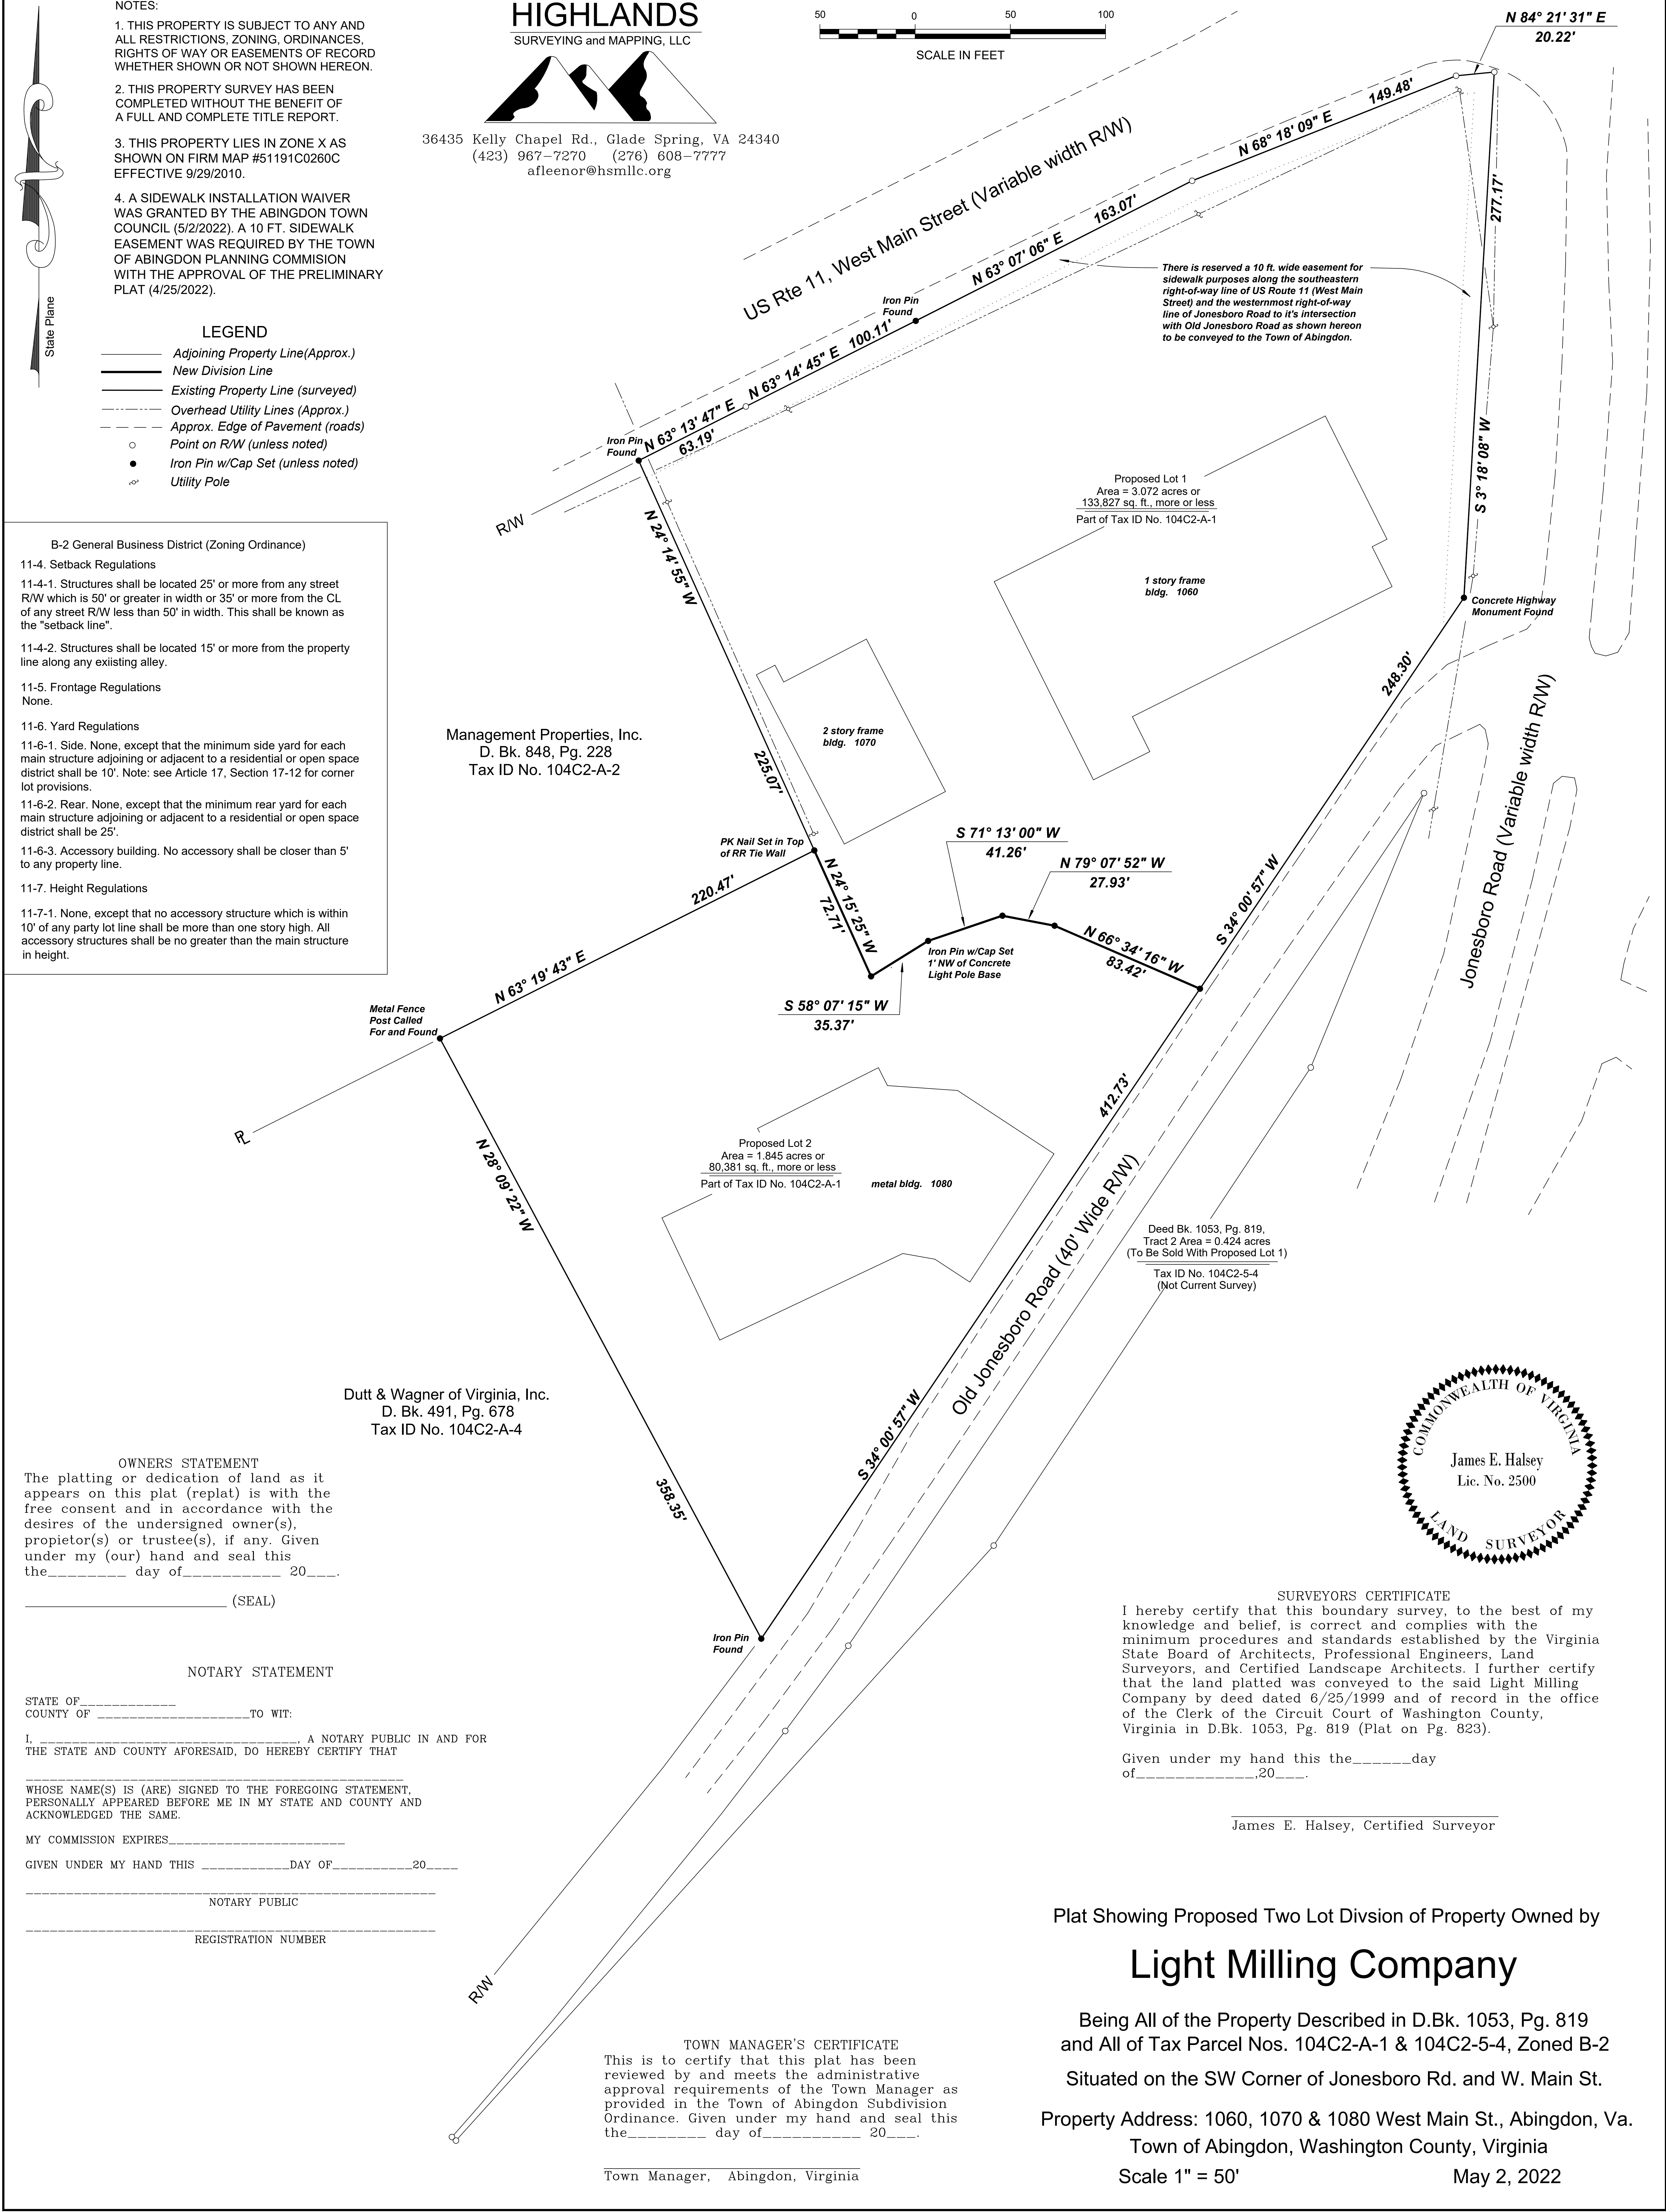 NOTES:
1. THIS PROPERTY IS SUBJECT TO ANY AND
ALL RESTRICTIONS, ZONING, ORDINANCES,
RIGHTS OF WAY OR EASEMENTS OF RECORD
WHETHER SHOWN OR NOT SHOWN HEREON.
2. THIS PROPERTY SURVEY HAS BEEN
COMPLETED WITHOUT THE BENEFIT OF
A FULL AND COMPLETE TITLE REPORT.
3. THIS PROPERTY LIES IN ZONE X AS
SHOWN ON FIRM MAP #51191C0260C
EFFECTIVE 9/29/2010.
4. A SIDEWALK INSTALLATION WAIVER
WAS GRANTED BY THE ABINGDON TOWN
COUNCIL (5/2/2022). A 10 FT. SIDEWALK
EASEMENT WAS REQUIRED BY THE TOWN
OF ABINGDON PLANNING COMMISION
WITH THE APPROVAL OF THE PRELIMINARY
PLAT (4/25/2022).
State Plane
HIGHLANDS
SURVEYING and MAPPING, LLC
36435 Kelly Chapel Rd., Glade Spring, VA 24340
(423) 967-7270 (276) 608-7777
afleenor@hsmllc.org
50 0 50 100
SCALE IN FEET
LEGEND
Adjoining Property Line(Approx.)
New Division Line
Existing Property Line (surveyed)
Overhead Utility Lines (Approx.)
Approx. Edge of Pavement (roads)
Point on R/W (unless noted)
Iron Pin w/Cap Set (unless noted)
Utility Pole
B-2 General Business District (Zoning Ordinance)
11-4. Setback Regulations
11-4-1. Structures shall be located 25' or more from any street
R/W which is 50' or greater in width or 35' or more from the CL
of any street R/W less than 50' in width. This shall be known as
the "setback line".
11-4-2. Structures shall be located 15' or more from the property
line along any exiisting alley.
11-5. Frontage Regulations
None.
11-6. Yard Regulations
11-6-1. Side. None, except that the minimum side yard for each
main structure adjoining or adjacent to a residential or open space
district shall be 10'. Note: see Article 17, Section 17-12 for corner
lot provisions.
11-6-2. Rear. None, except that the minimum rear yard for each
main structure adjoining or adjacent to a residential or open space
district shall be 25'.
11-6-3. Accessory building. No accessory shall be closer than 5'
to any property line.
11-7. Height Regulations
11-7-1. None, except that no accessory structure which is within
10' of any party lot line shall be more than one story high. All
accessory structures shall be no greater than the main structure
in height.
N 84° 21' 31" E
20.22'
N 68° 18' 09" E
149.48'
US Rte 11, West Main Street (Variable width R/W)
N 63° 07' 06" E
163.07'
277.17'
S 3° 18' 08" W
There is reserved a 10 ft. wide easement for
sidewalk purposes along the southeastern
right-of-way line of US Route 11 (West Main
Street) and the westernmost right-of-way
line of Jonesboro Road to it's intersection
with Old Jonesboro Road as shown hereon
to be conveyed to the Town of Abingdon.
Iron Pin
Found
N 63° 14' 45" E
100.11'
N 63° 13' 47" E
63.19'
Iron Pin
Found
R/W
N 24° 14' 55" W
225.07'
Proposed Lot 1
Area = 3.072 acres or
133,827 sq. ft., more or less
Part of Tax ID No. 104C2-A-1
1 story frame
bldg. 1060
Concrete Highway
Monument Found
248.30'
S 34° 00' 57" W
Jonesboro Road (Variable width R/W)
2 story frame
bldg. 1070
Management Properties, Inc.
D. Bk. 848, Pg. 228
Tax ID No. 104C2-A-2
PK Nail Set in Top
of RR Tie Wall
S 71° 13' 00" W
41.26'
N 79° 07' 52" W
27.93'
N 24° 15' 25" W
72.71'
N 66° 34' 16" W
83.42'
Iron Pin w/Cap Set
1' NW of Concrete
Light Pole Base
S 58° 07' 15" W
35.37'
N 63° 19' 43" E
220.47'
Metal Fence
Post Called
For and Found
PL
N 28° 09' 22" W
358.35'
412.73'
S 34° 00' 57" W
Proposed Lot 2
Area = 1.845 acres or
80,381 sq. ft., more or less
Part of Tax ID No. 104C2-A-1
metal bldg. 1080
Old Jonesboro Road (40' Wide R/W)
Deed Bk. 1053, Pg. 819,
Tract 2 Area = 0.424 acres
(To Be Sold With Proposed Lot 1)
Tax ID No. 104C2-5-4
(Not Current Survey)
Dutt & Wagner of Virginia, Inc.
D. Bk. 491, Pg. 678
Tax ID No. 104C2-A-4
Iron Pin
Found
R/W
OWNERS STATEMENT
The platting or dedication of land as it
appears on this plat (replat) is with the
free consent and in accordance with the
desires of the undersigned owner(s),
propietor(s) or trustee(s), if any. Given
under my (our) hand and seal this
the________ day of__________ 20___.
(SEAL)
NOTARY STATEMENT
STATE OF____________
COUNTY OF ___________________TO WIT:
I, ________________________________, A NOTARY PUBLIC IN AND FOR
THE STATE AND COUNTY AFORESAID, DO HEREBY CERTIFY THAT
WHOSE NAME(S) IS (ARE) SIGNED TO THE FOREGOING STATEMENT,
PERSONALLY APPEARED BEFORE ME IN MY STATE AND COUNTY AND
ACKNOWLEDGED THE SAME.
MY COMMISSION EXPIRES______________________
GIVEN UNDER MY HAND THIS ___________DAY OF__________20____
NOTARY PUBLIC
REGISTRATION NUMBER
COMMONWEALTH OF VIRGINIA
James E. Halsey
Lic. No. 2500
LAND SURVEYOR
SURVEYORS CERTIFICATE
I hereby certify that this boundary survey, to the best of my
knowledge and belief, is correct and complies with the
minimum procedures and standards established by the Virginia
State Board of Architects, Professional Engineers, Land
Surveyors, and Certified Landscape Architects. I further certify
that the land platted was conveyed to the said Light Milling
Company by deed dated 6/25/1999 and of record in the office
of the Clerk of the Circuit Court of Washington County,
Virginia in D.Bk. 1053, Pg. 819 (Plat on Pg. 823).
Given under my hand this the______day
of____________,20___.
James E. Halsey, Certified Surveyor
TOWN MANAGER'S CERTIFICATE
This is to certify that this plat has been
reviewed by and meets the administrative
approval requirements of the Town Manager as
provided in the Town of Abingdon Subdivision
Ordinance. Given under my hand and seal this
the________ day of__________ 20___.
Town Manager, Abingdon, Virginia
Plat Showing Proposed Two Lot Divsion of Property Owned by
Light Milling Company
Being All of the Property Described in D.Bk. 1053, Pg. 819
and All of Tax Parcel Nos. 104C2-A-1 & 104C2-5-4, Zoned B-2
Situated on the SW Corner of Jonesboro Rd. and W. Main St.
Property Address: 1060, 1070 & 1080 West Main St., Abingdon, Va.
Town of Abingdon, Washington County, Virginia
Scale 1" = 50' May 2, 2022